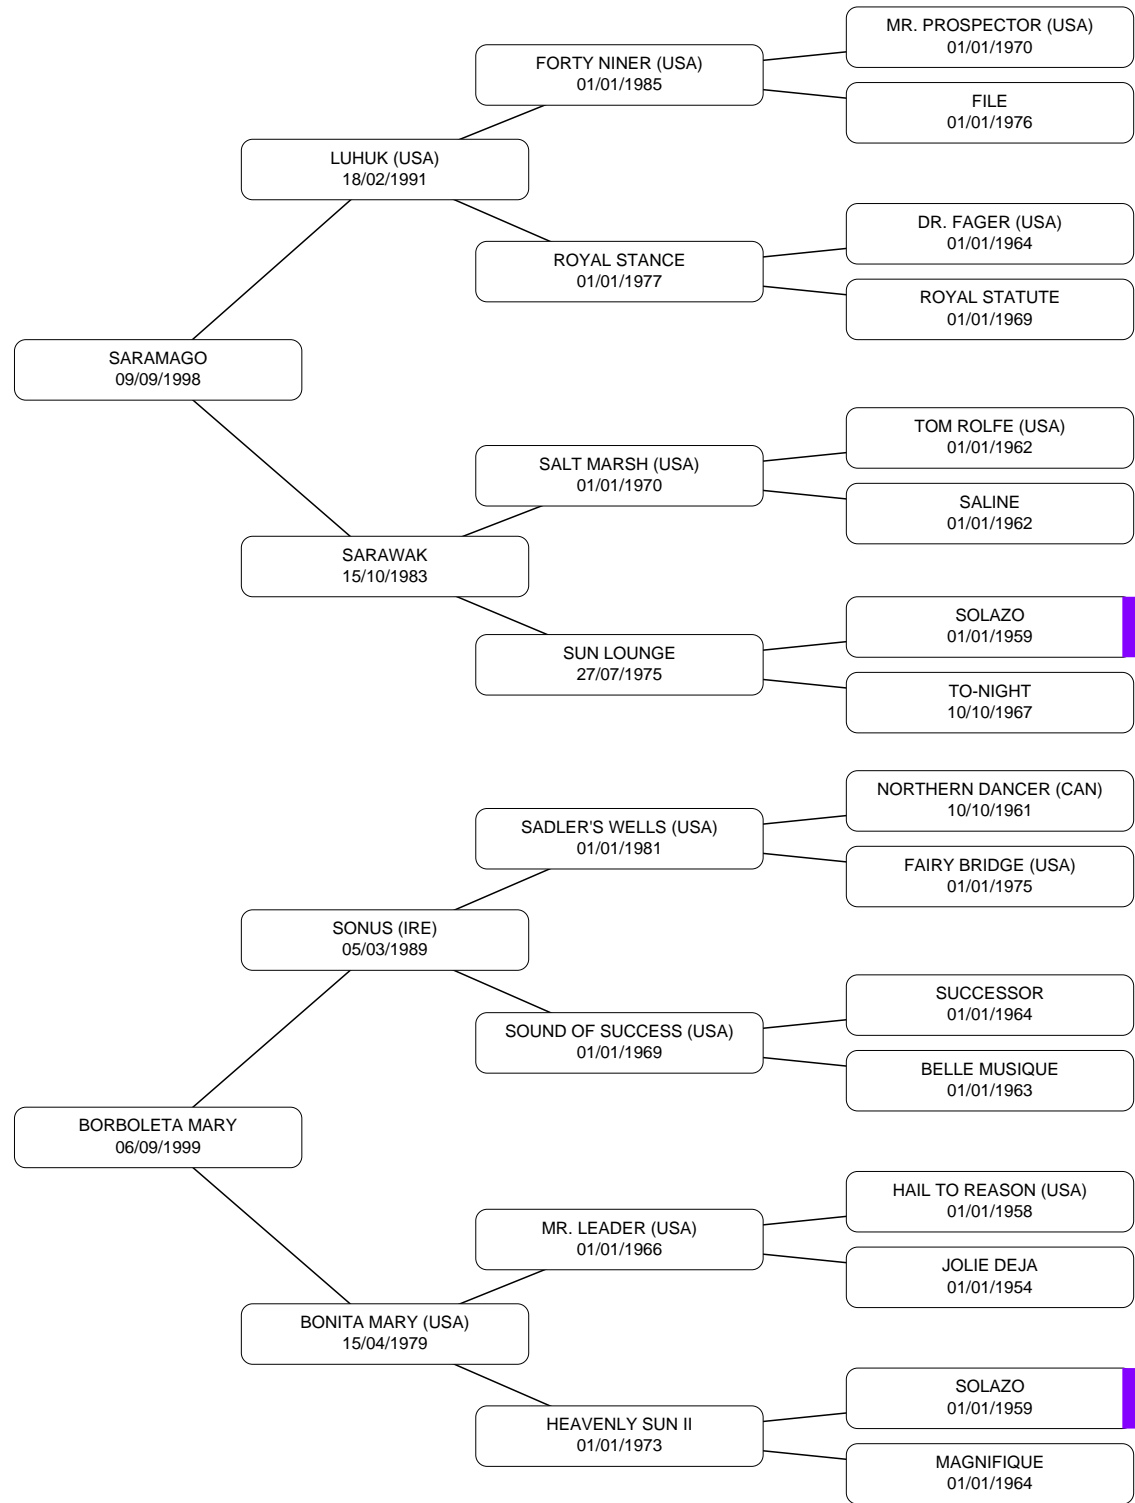 MR. PROSPECTOR (USA)
01/01/1970
FORTY NINER (USA)
01/01/1985
FILE
01/01/1976
LUHUK (USA)
18/02/1991
DR. FAGER (USA)
01/01/1964
ROYAL STANCE
01/01/1977
ROYAL STATUTE
01/01/1969
SARAMAGO
09/09/1998
TOM ROLFE (USA)
01/01/1962
SALT MARSH (USA)
01/01/1970
SALINE
01/01/1962
SARAWAK
15/10/1983
SOLAZO
01/01/1959
SUN LOUNGE
27/07/1975
TO-NIGHT
10/10/1967
NORTHERN DANCER (CAN)
10/10/1961
SADLER'S WELLS (USA)
01/01/1981
FAIRY BRIDGE (USA)
01/01/1975
SONUS (IRE)
05/03/1989
SUCCESSOR
01/01/1964
SOUND OF SUCCESS (USA)
01/01/1969
BELLE MUSIQUE
01/01/1963
BORBOLETA MARY
06/09/1999
HAIL TO REASON (USA)
01/01/1958
MR. LEADER (USA)
01/01/1966
JOLIE DEJA
01/01/1954
BONITA MARY (USA)
15/04/1979
SOLAZO
01/01/1959
HEAVENLY SUN II
01/01/1973
MAGNIFIQUE
01/01/1964